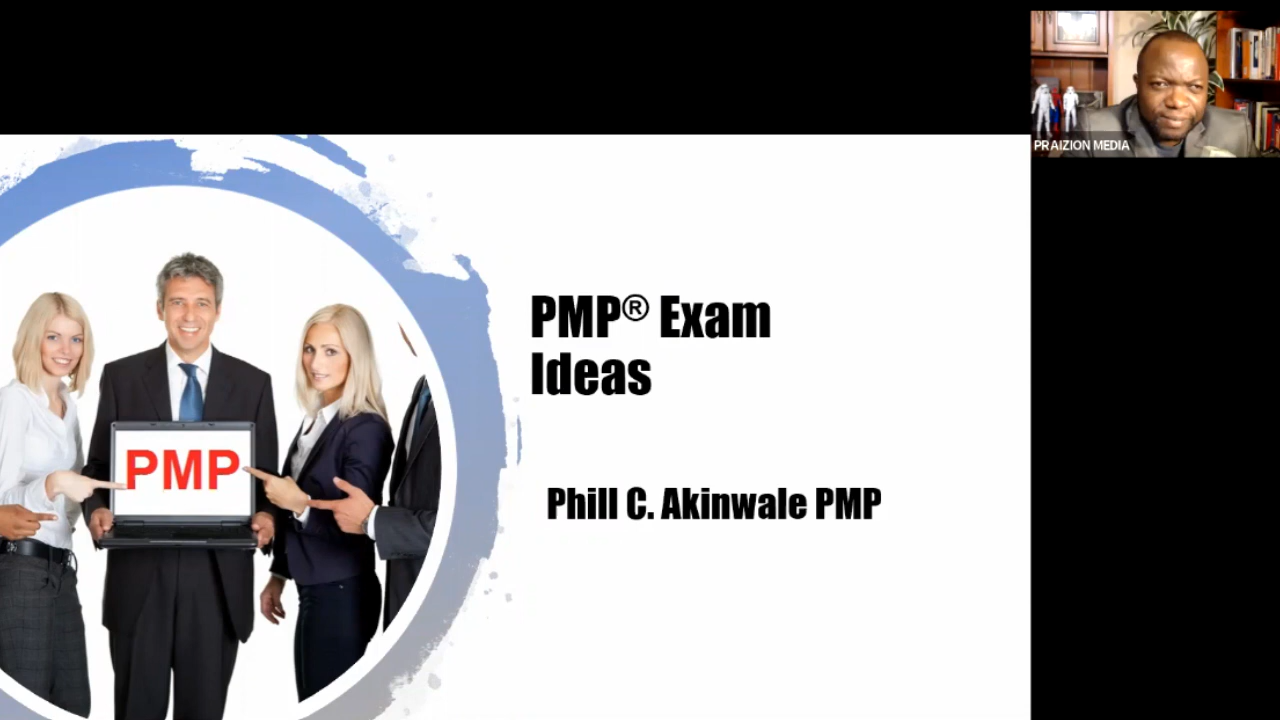 PRAIZION MEDIA
PMP® Exam
Ideas
PMP
Phill C. Akinwale PMP